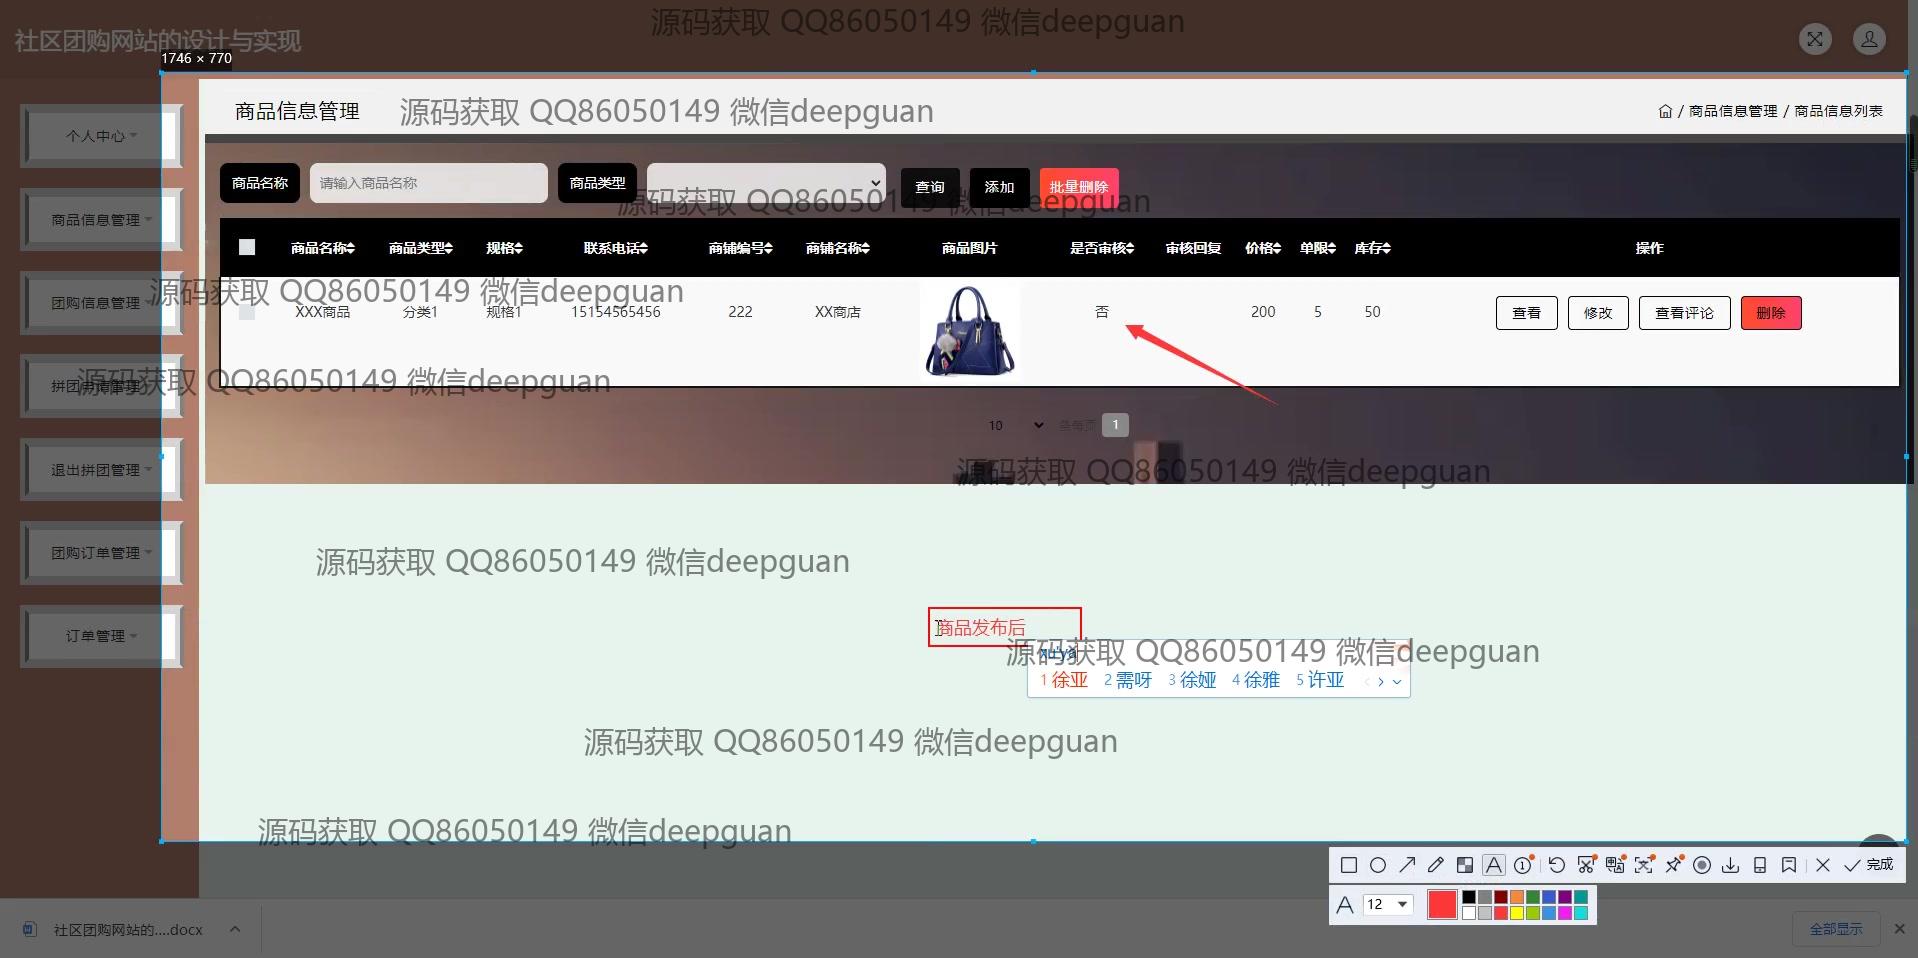 源码获取 QQ86050149 微信deepguan
社区团购网站的设计与实现
1746 × 770
商品信息管理
源码获取 QQ86050149 微信deepguan
/ 商品信息管理 / 商品信息列表
个人中心
商品名称
请输入商品名称
商品类型
查询
添加
批量删除
源码获取 QQ86050149 微信deepguan
商品信息管理
商品名称 商品类型 规格 联系电话 商铺编号 商铺名称 商品图片 是否审核 审核回复 价格 单限 库存 操作
源码获取 QQ86050149 微信deepguan
团购信息管理
XXX商品 分类1 规格1 15154565456 222 XX商店 否 200 5 50 查看 修改 查看评论 删除
拼团申请管理
源码获取 QQ86050149 微信deepguan
10 条每页 1
退出拼团管理
源码获取 QQ86050149 微信deepguan
团购订单管理
源码获取 QQ86050149 微信deepguan
订单管理
商品发布后
xu'ya
源码获取 QQ86050149 微信deepguan
1 徐亚 2 需呀 3 徐娅 4 徐雅 5 许亚
源码获取 QQ86050149 微信deepguan
源码获取 QQ86050149 微信deepguan
完成
A 12
社区团购网站的....docx
全部显示